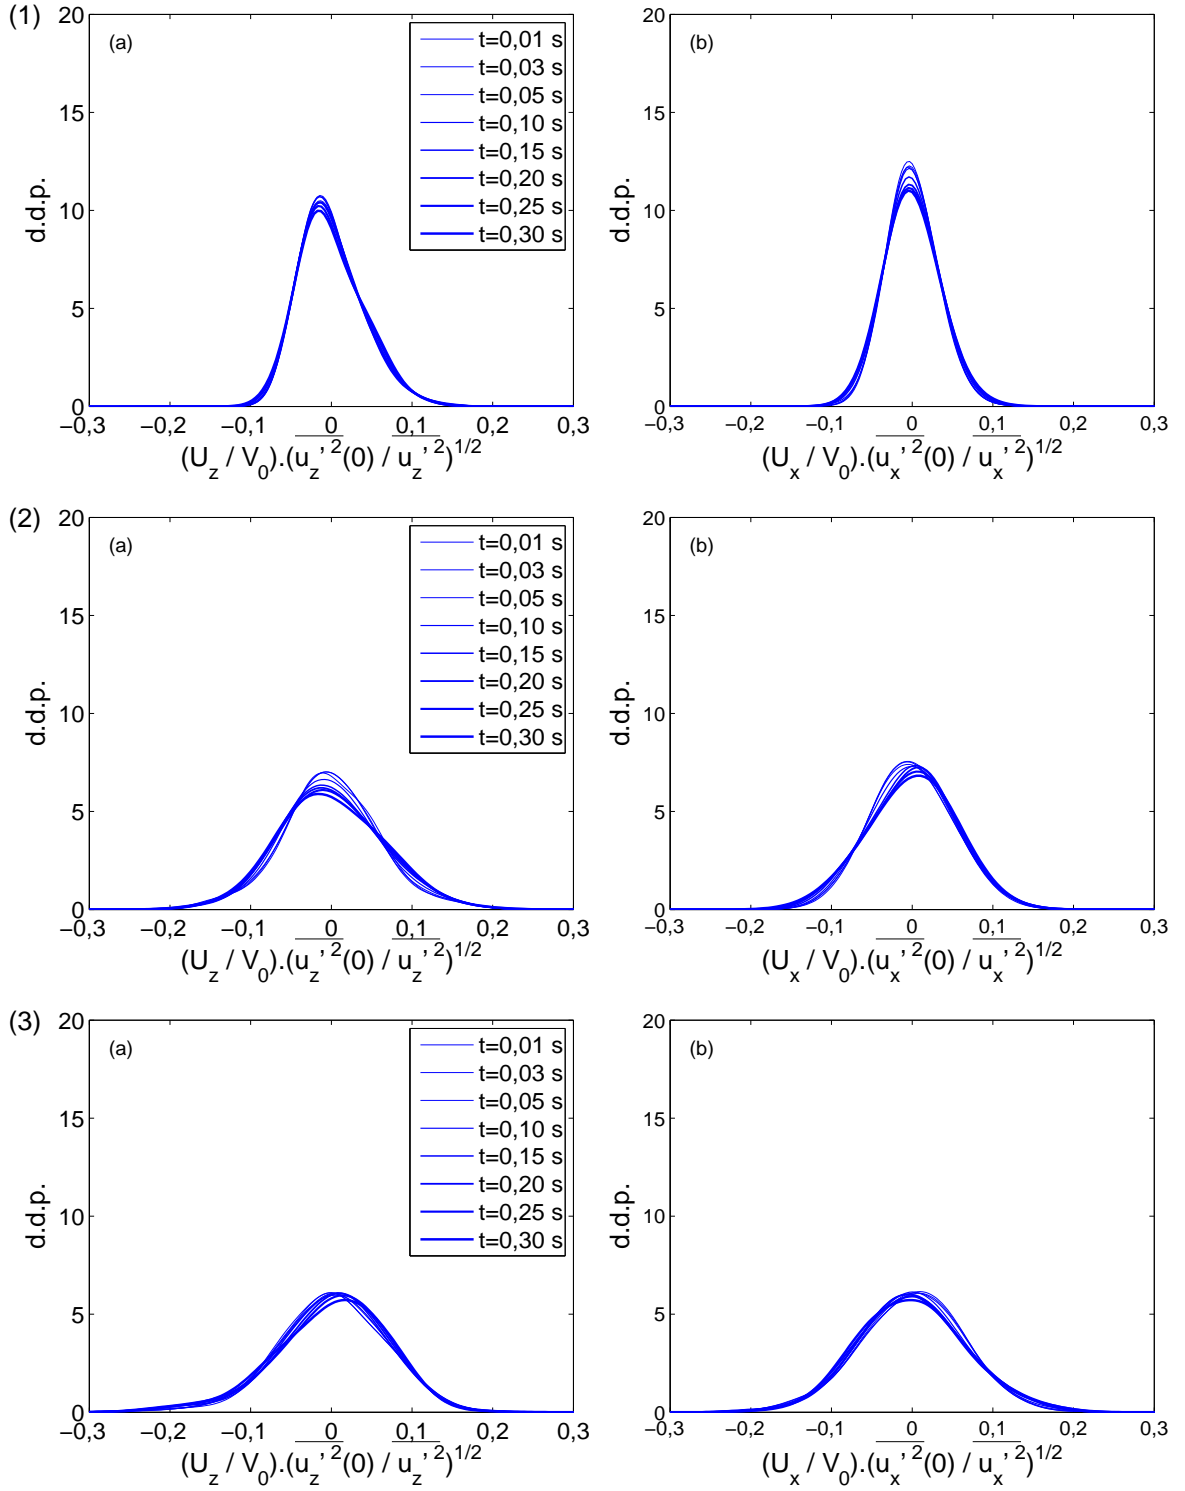 (1)
(a)
t=0,01 s
t=0,03 s
t=0,05 s
t=0,10 s
t=0,15 s
t=0,20 s
t=0,25 s
t=0,30 s
20
15
10
5
0
d.d.p.
−0,3 −0,2 −0,1 0 0,1 0,2 0,3
(U_z / V_0).(u_z'^2(0) / u_z'^2)^1/2
(b)
20
15
10
5
0
d.d.p.
−0,3 −0,2 −0,1 0 0,1 0,2 0,3
(U_x / V_0).(u_x'^2(0) / u_x'^2)^1/2
(2)
(a)
t=0,01 s
t=0,03 s
t=0,05 s
t=0,10 s
t=0,15 s
t=0,20 s
t=0,25 s
t=0,30 s
20
15
10
5
0
d.d.p.
−0,3 −0,2 −0,1 0 0,1 0,2 0,3
(U_z / V_0).(u_z'^2(0) / u_z'^2)^1/2
(b)
20
15
10
5
0
d.d.p.
−0,3 −0,2 −0,1 0 0,1 0,2 0,3
(U_x / V_0).(u_x'^2(0) / u_x'^2)^1/2
(3)
(a)
t=0,01 s
t=0,03 s
t=0,05 s
t=0,10 s
t=0,15 s
t=0,20 s
t=0,25 s
t=0,30 s
20
15
10
5
0
d.d.p.
−0,3 −0,2 −0,1 0 0,1 0,2 0,3
(U_z / V_0).(u_z'^2(0) / u_z'^2)^1/2
(b)
20
15
10
5
0
d.d.p.
−0,3 −0,2 −0,1 0 0,1 0,2 0,3
(U_x / V_0).(u_x'^2(0) / u_x'^2)^1/2